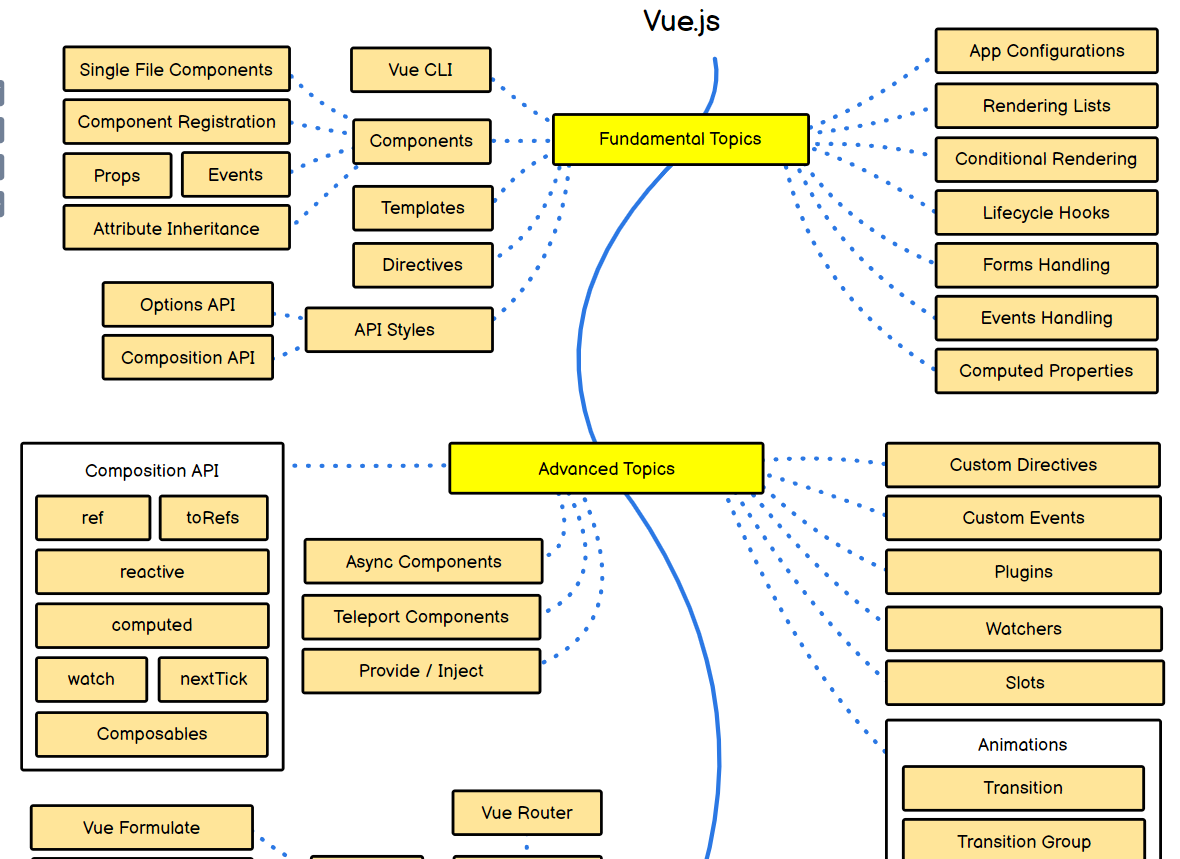 Vue.js
Single File Components
Component Registration
Props
Events
Attribute Inheritance
Vue CLI
Components
Templates
Directives
API Styles
Options API
Composition API
Fundamental Topics
App Configurations
Rendering Lists
Conditional Rendering
Lifecycle Hooks
Forms Handling
Events Handling
Computed Properties
Composition API
ref
toRefs
reactive
computed
watch
nextTick
Composables
Advanced Topics
Async Components
Teleport Components
Provide / Inject
Custom Directives
Custom Events
Plugins
Watchers
Slots
Animations
Transition
Transition Group
Vue Formulate
Vue Router